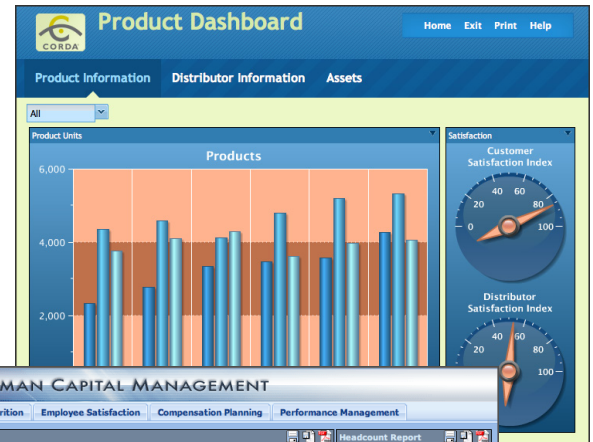 Product Dashboard
CORDA
Home Exit Print Help
Product Information Distributor Information Assets
All
Product Units
Satisfaction
Products
Customer
Satisfaction Index
6,000
4,000
2,000
0
20
40
60
80
100
Distributor
Satisfaction Index
20
40
60
80
100
MAN CAPITAL MANAGEMENT
rition Employee Satisfaction Compensation Planning Performance Management
Headcount Report